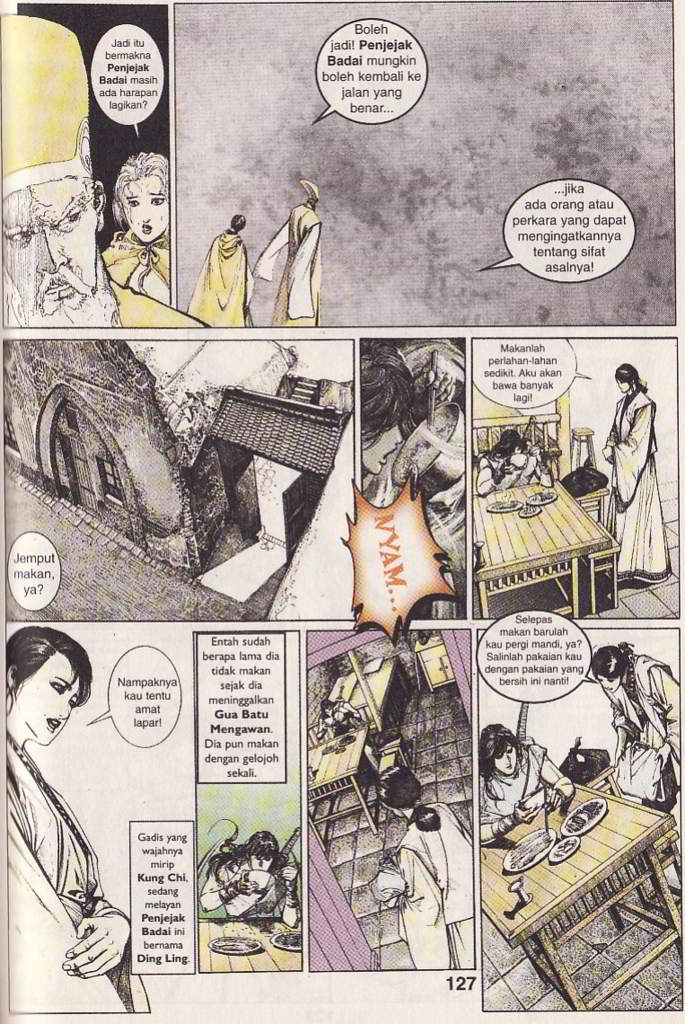 Jadi itu
bermakna
Penjejak
Badai masih
ada harapan
lagikan?
Boleh
jadi! Penjejak
Badai mungkin
boleh kembali ke
jalan yang
benar...
...jika
ada orang atau
perkara yang dapat
mengingatkannya
tentang sifat
asalnya!
Jemput
makan,
ya?
NYAM...
Makanlah
perlahan-lahan
sedikit. Aku akan
bawa banyak
lagi!
Nampaknya
kau tentu
amat
lapar!
Entah sudah
berapa lama dia
tidak makan
sejak dia
meninggalkan
Gua Batu
Mengawan.
Dia pun makan
dengan gelojoh
sekali.
Gadis yang
wajahnya
mirip
Kung Chi,
sedang
melayan
Penjejak
Badai ini
bernama
Ding Ling.
Selepas
makan barulah
kau pergi mandi, ya?
Salinlah pakaian kau
dengan pakaian yang
bersih ini nanti!
127